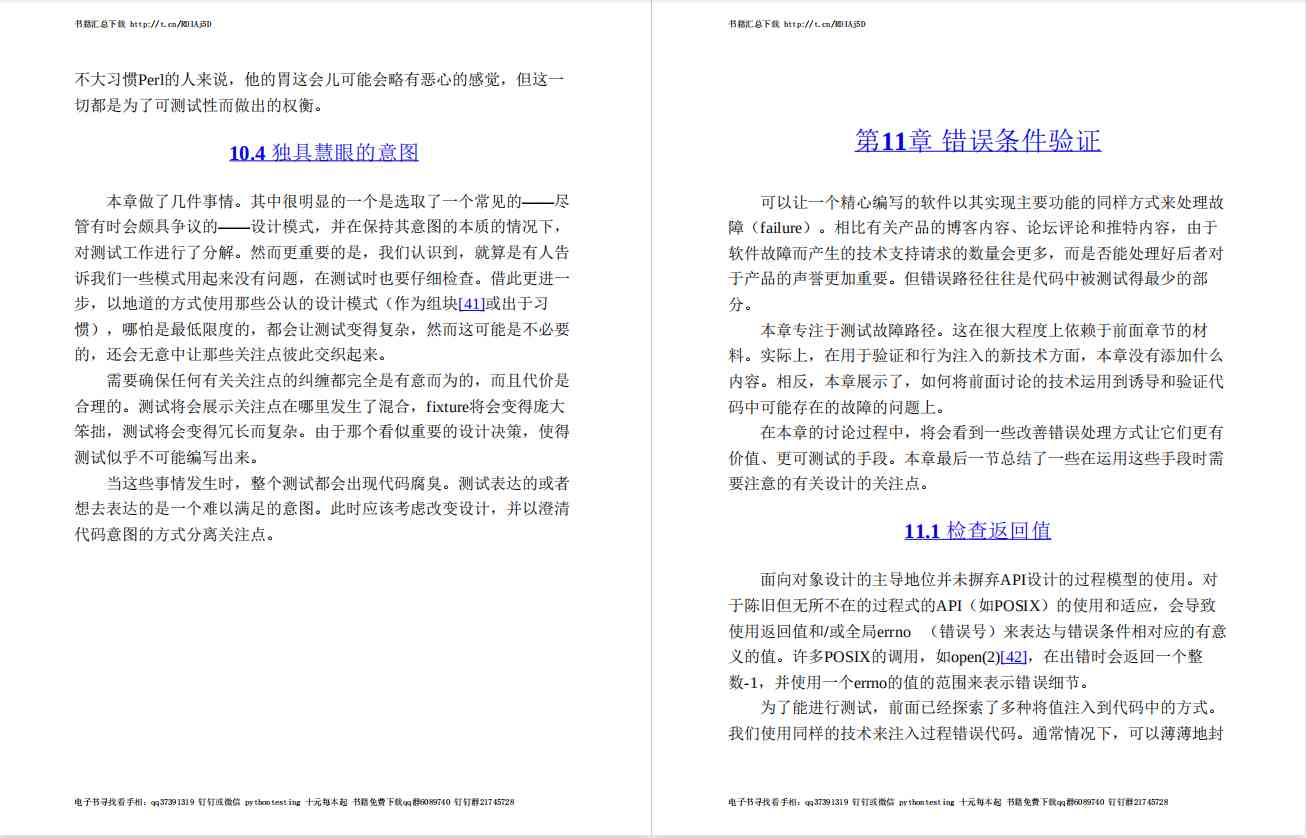 书籍汇总下载 http://t.cn/RDIAj5D
不大习惯Perl的人来说，他的胃这会儿可能会略有恶心的感觉，但这一
切都是为了可测试性而做出的权衡。
10.4 独具慧眼的意图
本章做了几件事情。其中很明显的一个是选取了一个常见的——尽
管有时会颇具争议的——设计模式，并在保持其意图的本质的情况下，
对测试工作进行了分解。然而更重要的是，我们认识到，就算是有人告
诉我们一些模式用起来没有问题，在测试时也要仔细检查。借此更进一
步，以地道的方式使用那些公认的设计模式（作为组块[41]或出于习
惯），哪怕是最低限度的，都会让测试变得复杂，然而这可能是不必要
的，还会无意中让那些关注点彼此交织起来。
需要确保任何有关关注点的纠缠都完全是有意而为的，而且代价是
合理的。测试将会展示关注点在哪里发生了混合，fixture将会变得庞大
笨拙，测试将会变得冗长而复杂。由于那个看似重要的设计决策，使得
测试似乎不可能编写出来。
当这些事情发生时，整个测试都会出现代码腐臭。测试表达的或者
想去表达的是一个难以满足的意图。此时应该考虑改变设计，并以澄清
代码意图的方式分离关注点。
电子书寻找看手相：qq37391319 钉钉或微信 pythontesting 十元每本起 书籍免费下载qq群6089740 钉钉群21745728
书籍汇总下载 http://t.cn/RDIAj5D
第11章 错误条件验证
可以让一个精心编写的软件以其实现主要功能的同样方式来处理故
障（failure）。相比有关产品的博客内容、论坛评论和推特内容，由于
软件故障而产生的技术支持请求的数量会更多，而是否能处理好后者对
于产品的声誉更加重要。但错误路径往往是代码中被测试得最少的部
分。
本章专注于测试故障路径。这在很大程度上依赖于前面章节的材
料。实际上，在用于验证和行为注入的新技术方面，本章没有添加什么
内容。相反，本章展示了，如何将前面讨论的技术运用到诱导和验证代
码中可能存在的故障的问题上。
在本章的讨论过程中，将会看到一些改善错误处理方式让它们更有
价值、更可测试的手段。本章最后一节总结了一些在运用这些手段时需
要注意的有关设计的关注点。
11.1 检查返回值
面向对象设计的主导地位并未摒弃API设计的过程模型的使用。对
于陈旧但无所不在的过程式的API（如POSIX）的使用和适应，会导致
使用返回值和/或全局errno （错误号）来表达与错误条件相对应的有意
义的值。许多POSIX的调用，如open(2)[42]，在出错时会返回一个整
数-1，并使用一个errno的值的范围来表示错误细节。
为了能进行测试，前面已经探索了多种将值注入到代码中的方式。
我们使用同样的技术来注入过程错误代码。通常情况下，可以薄薄地封
电子书寻找看手相：qq37391319 钉钉或微信 pythontesting 十元每本起 书籍免费下载qq群6089740 钉钉群21745728